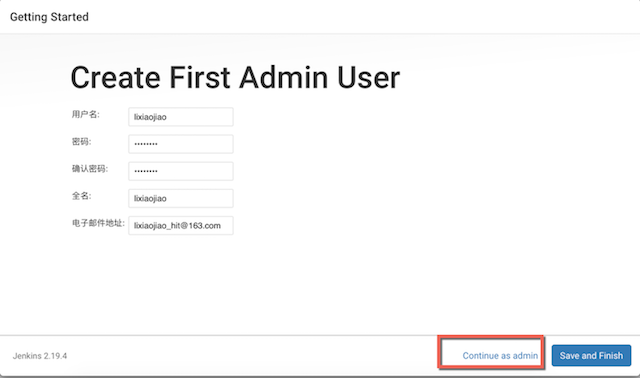 Getting Started
Create First Admin User
用户名: lixiaojiao
密码: ••••••••
确认密码: ••••••••
全名: lixiaojiao
电子邮件地址: lixiaojiao_hit@163.com
Jenkins 2.19.4 Continue as admin Save and Finish